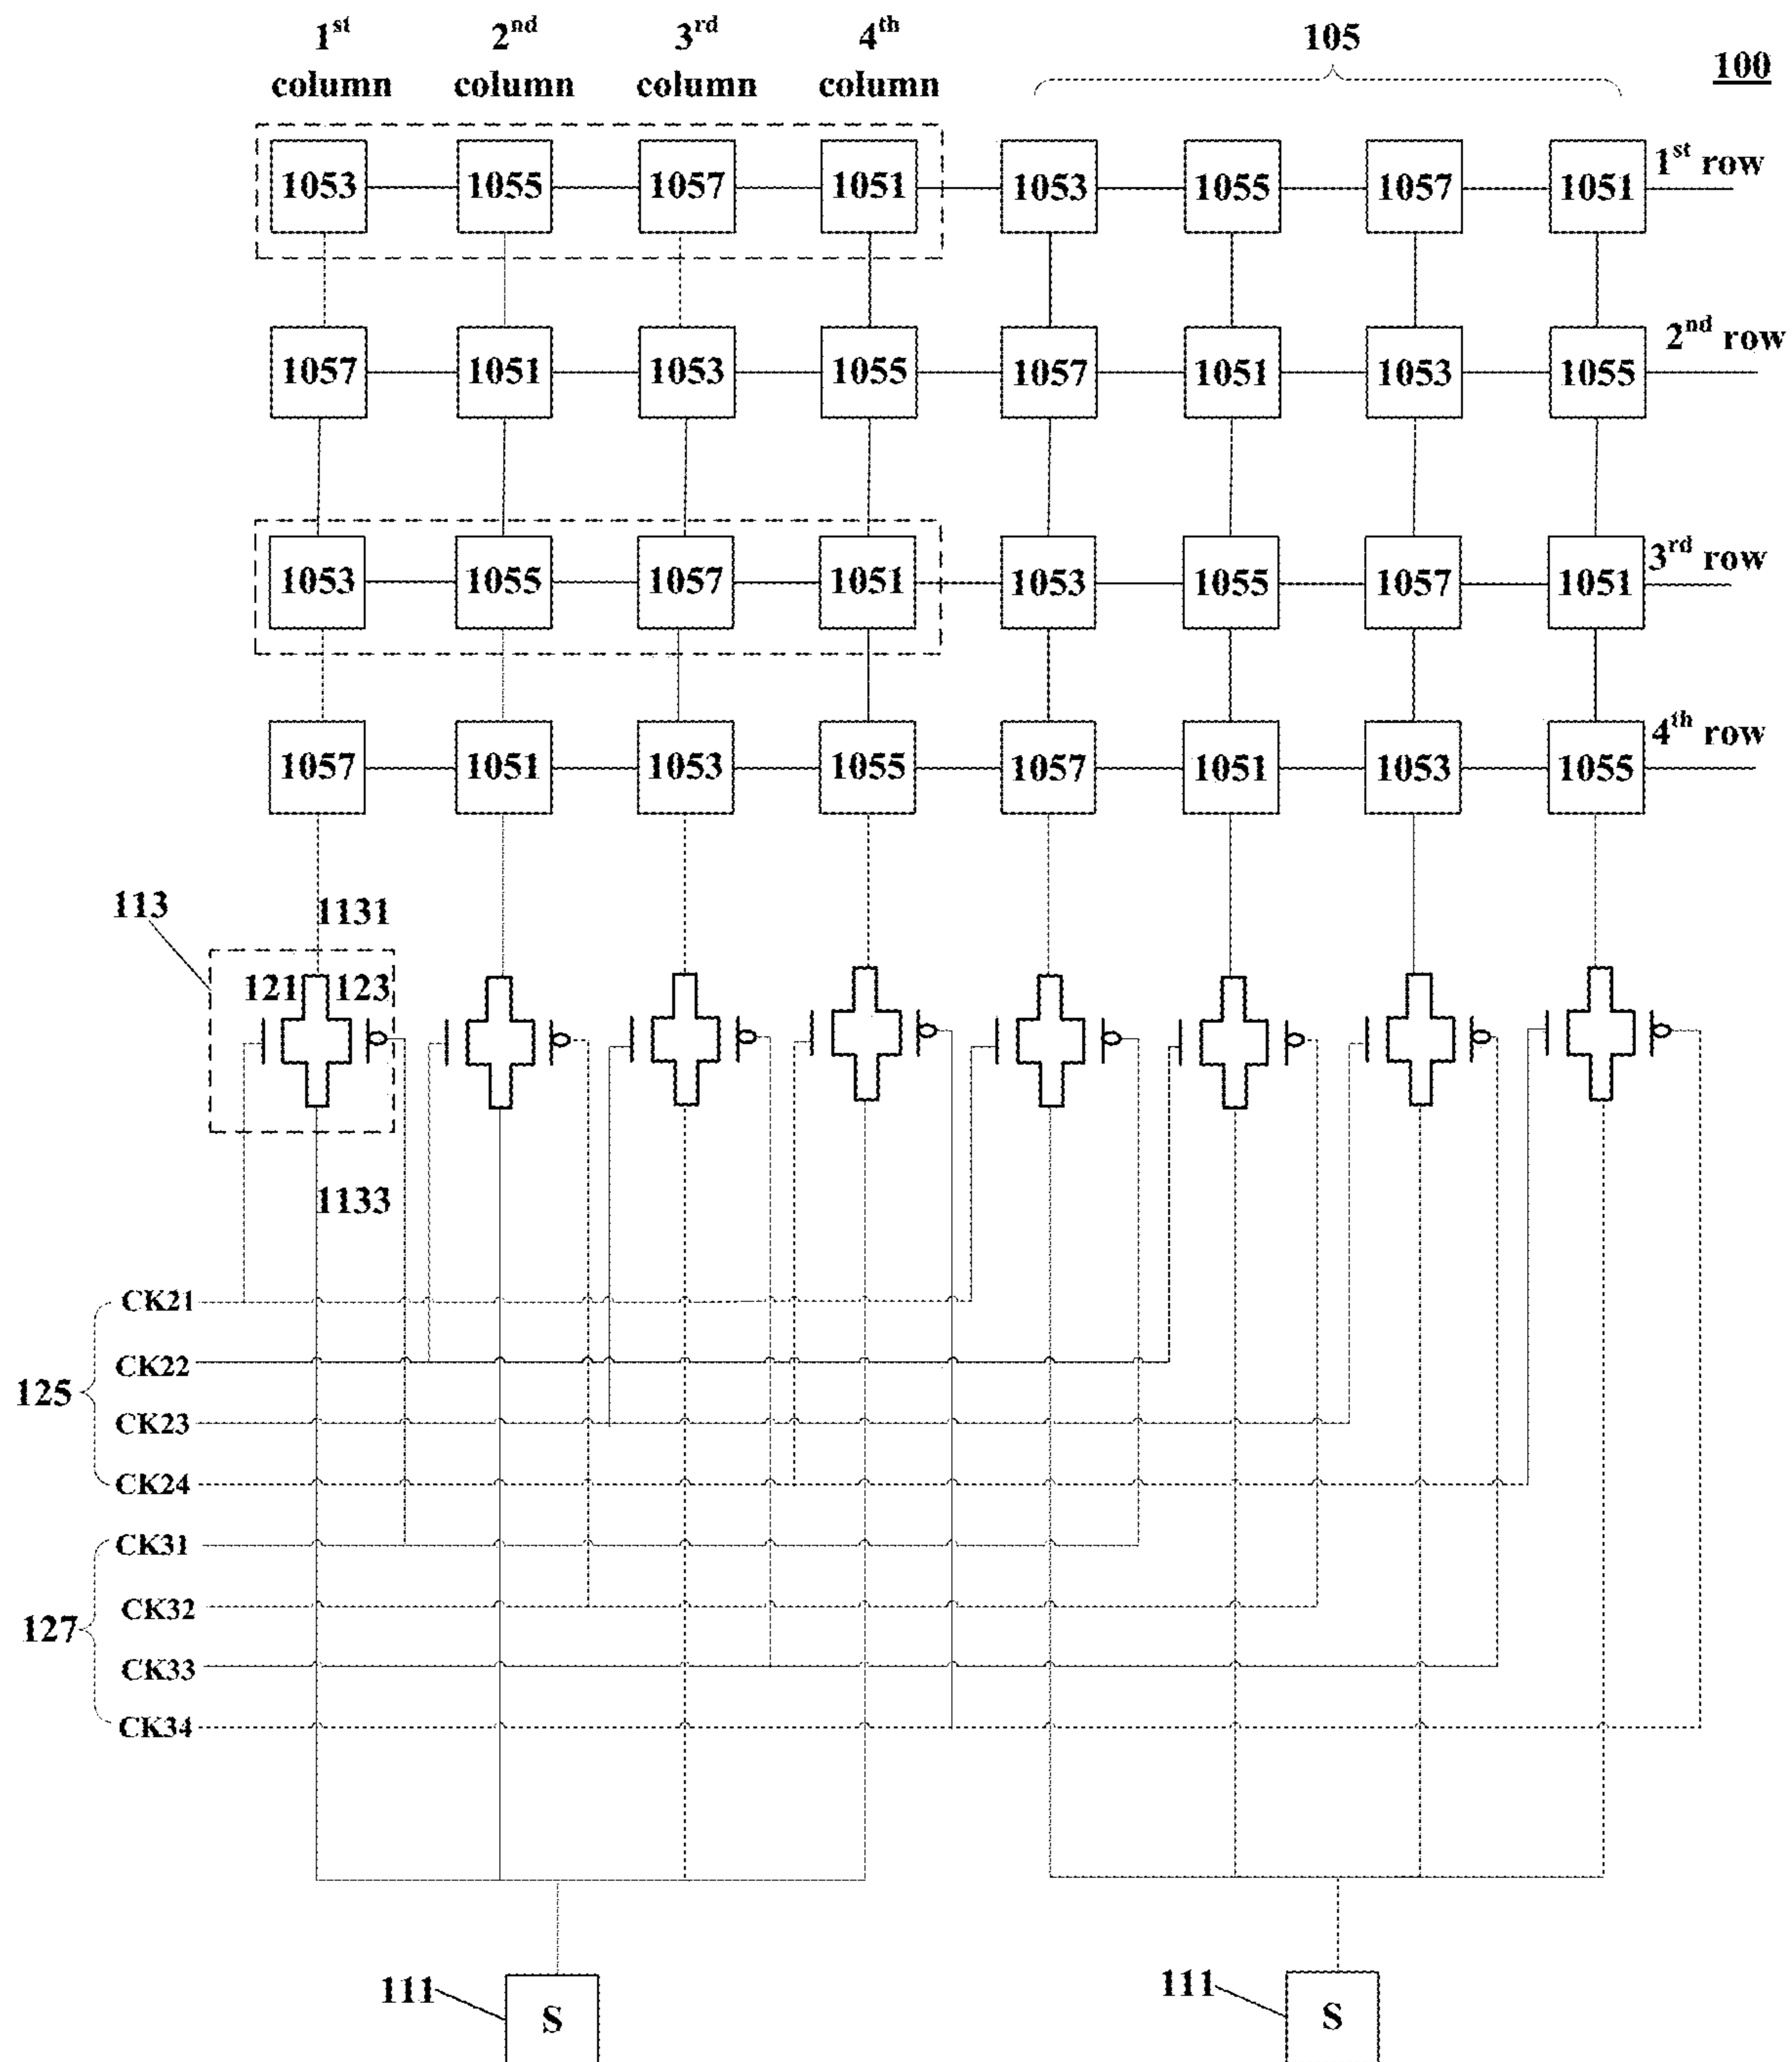 1st column 2nd column 3rd column 4th column 105 100
1053 1055 1057 1051 1053 1055 1057 1051 1st row
1057 1051 1053 1055 1057 1051 1053 1055 2nd row
1053 1055 1057 1051 1053 1055 1057 1051 3rd row
1057 1051 1053 1055 1057 1051 1053 1055 4th row
113 1131
121 123
1133
CK21
CK22
125
CK23
CK24
CK31
CK32
127
CK33
CK34
111 S 111 S